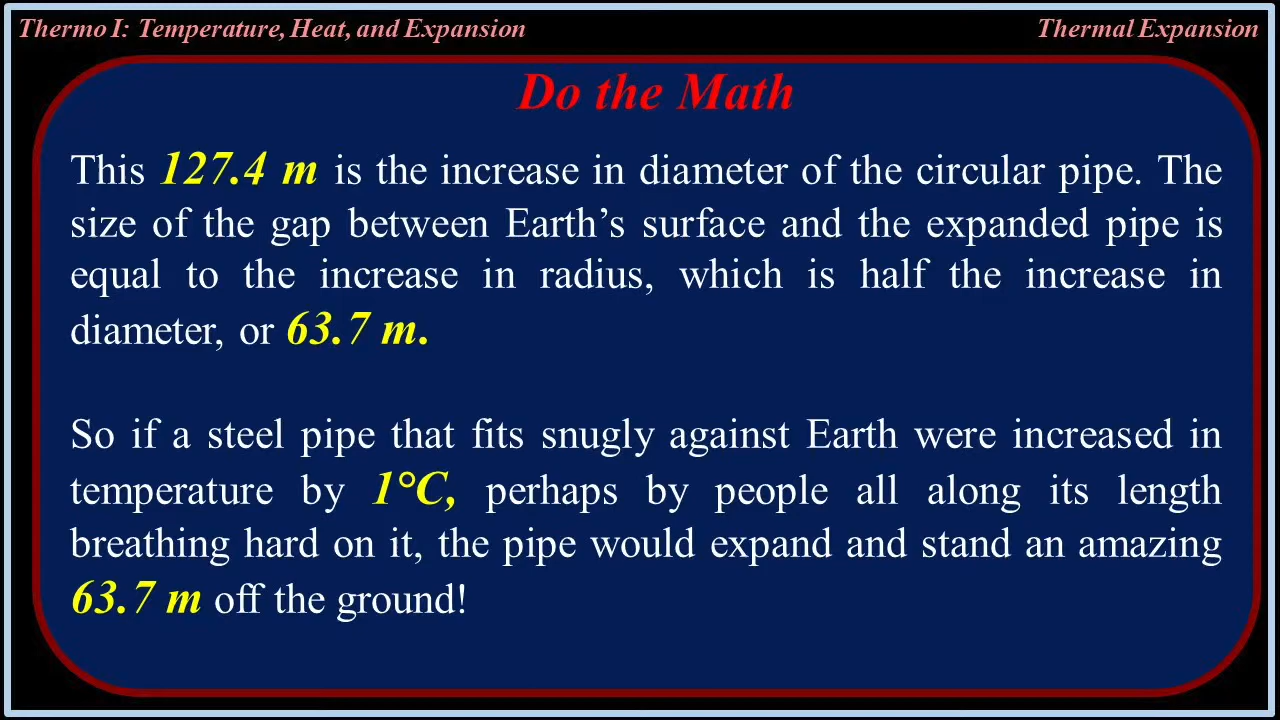 Thermo I: Temperature, Heat, and Expansion
Thermal Expansion
Do the Math
This 127.4 m is the increase in diameter of the circular pipe. The
size of the gap between Earth’s surface and the expanded pipe is
equal to the increase in radius, which is half the increase in
diameter, or 63.7 m.
So if a steel pipe that fits snugly against Earth were increased in
temperature by 1°C, perhaps by people all along its length
breathing hard on it, the pipe would expand and stand an amazing
63.7 m off the ground!